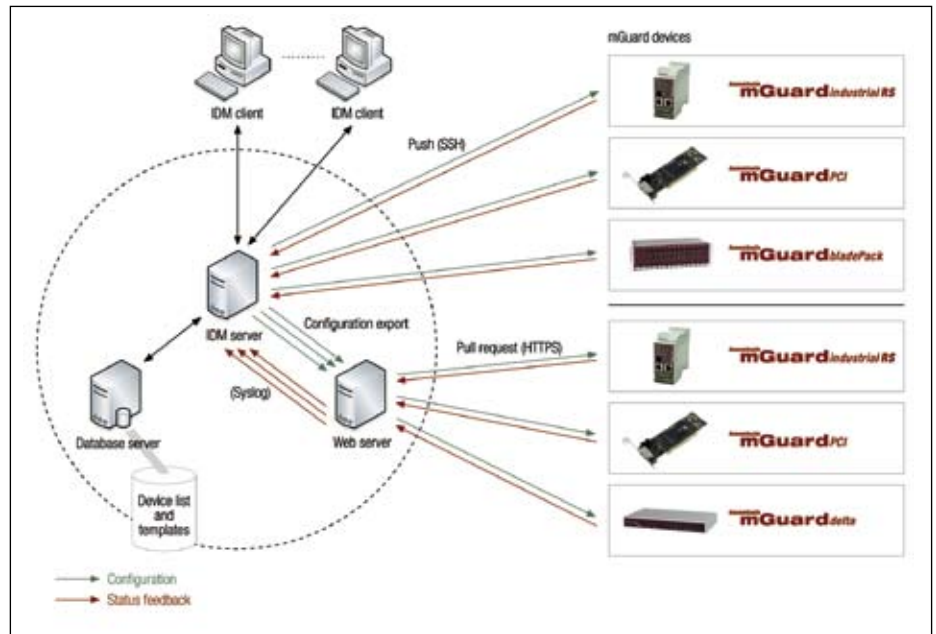 mGuard devices
IDM client
IDM client
mGuard industrial RS
Push (SSH)
mGuard PCI
mGuard bladePack
IDM server
Configuration export
Pull request (HTTPS)
mGuard industrial RS
(Syslog)
Database server
Web server
mGuard PCI
Device list
and
templates
mGuard delta
Configuration
Status feedback